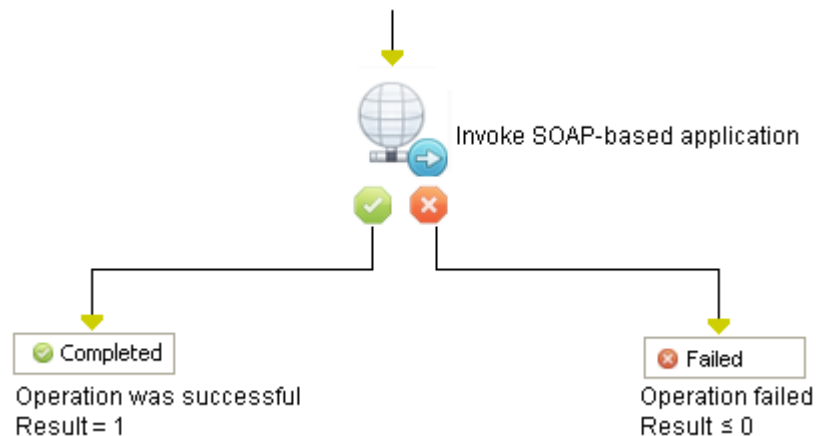 Invoke SOAP-based application
Completed
Operation was successful
Result = 1
Failed
Operation failed
Result ≤ 0